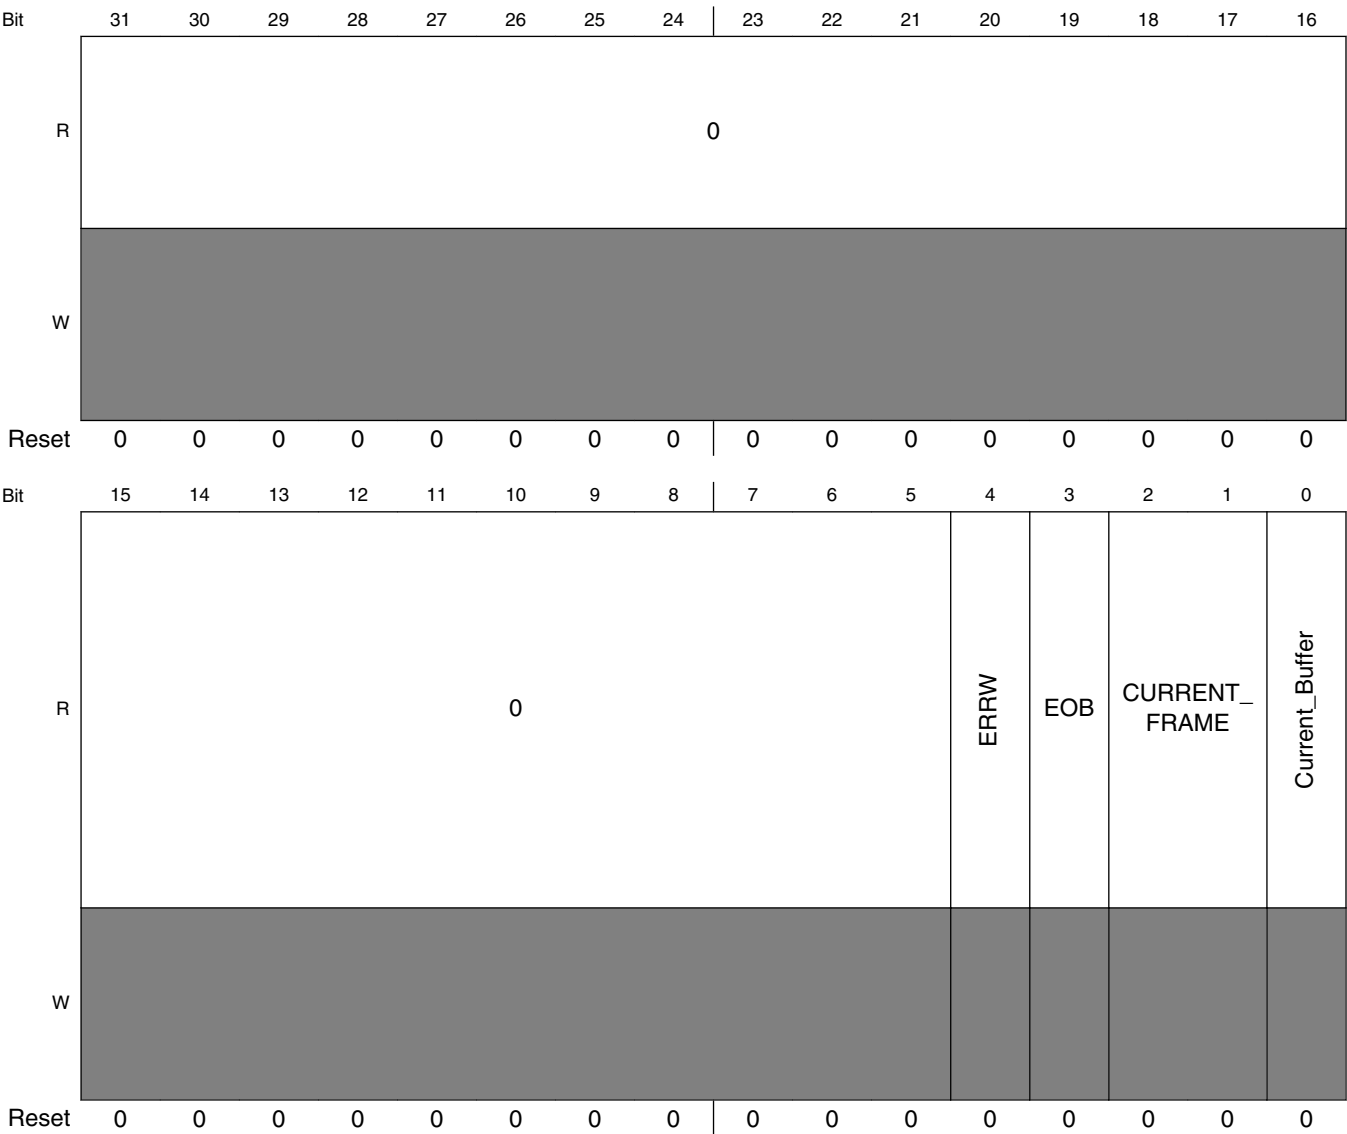 Bit 31 30 29 28 27 26 25 24 23 22 21 20 19 18 17 16
R 0
W
Reset 0 0 0 0 0 0 0 0 0 0 0 0 0 0 0 0
Bit 15 14 13 12 11 10 9 8 7 6 5 4 3 2 1 0
R 0 ERRW EOB CURRENT_
FRAME Current_Buffer
W
Reset 0 0 0 0 0 0 0 0 0 0 0 0 0 0 0 0